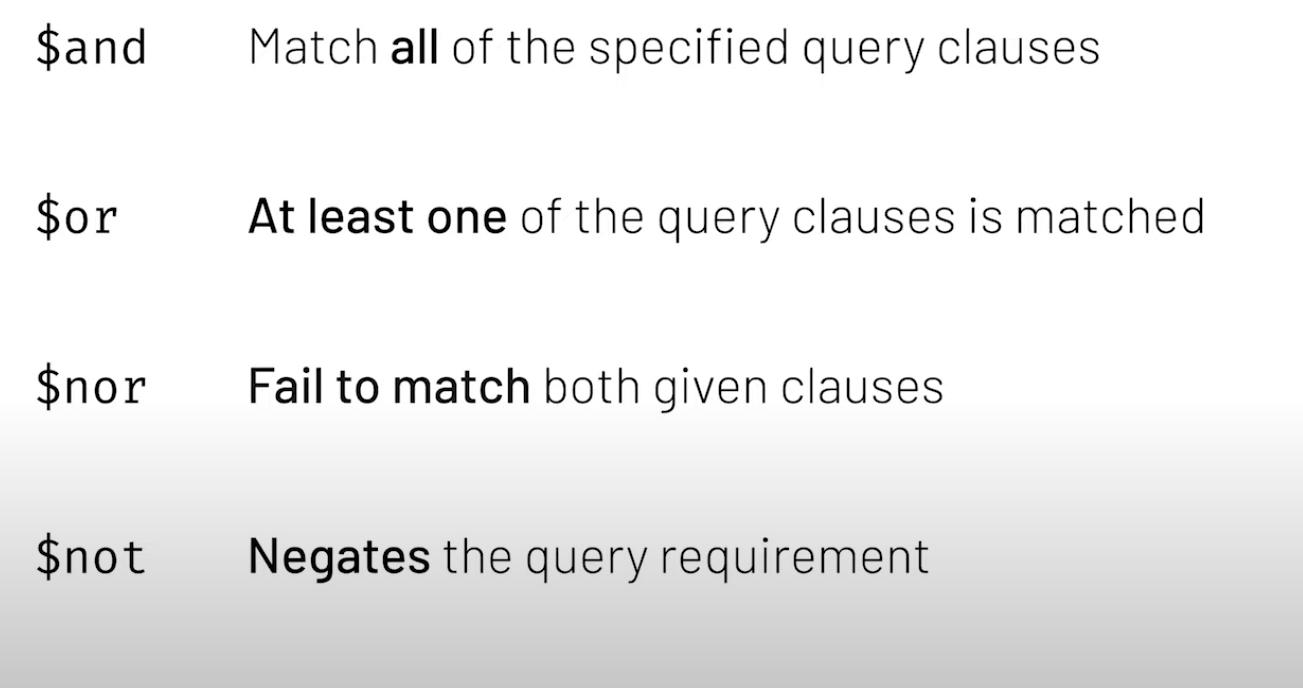 $and Match all of the specified query clauses
$or At least one of the query clauses is matched
$nor Fail to match both given clauses
$not Negates the query requirement